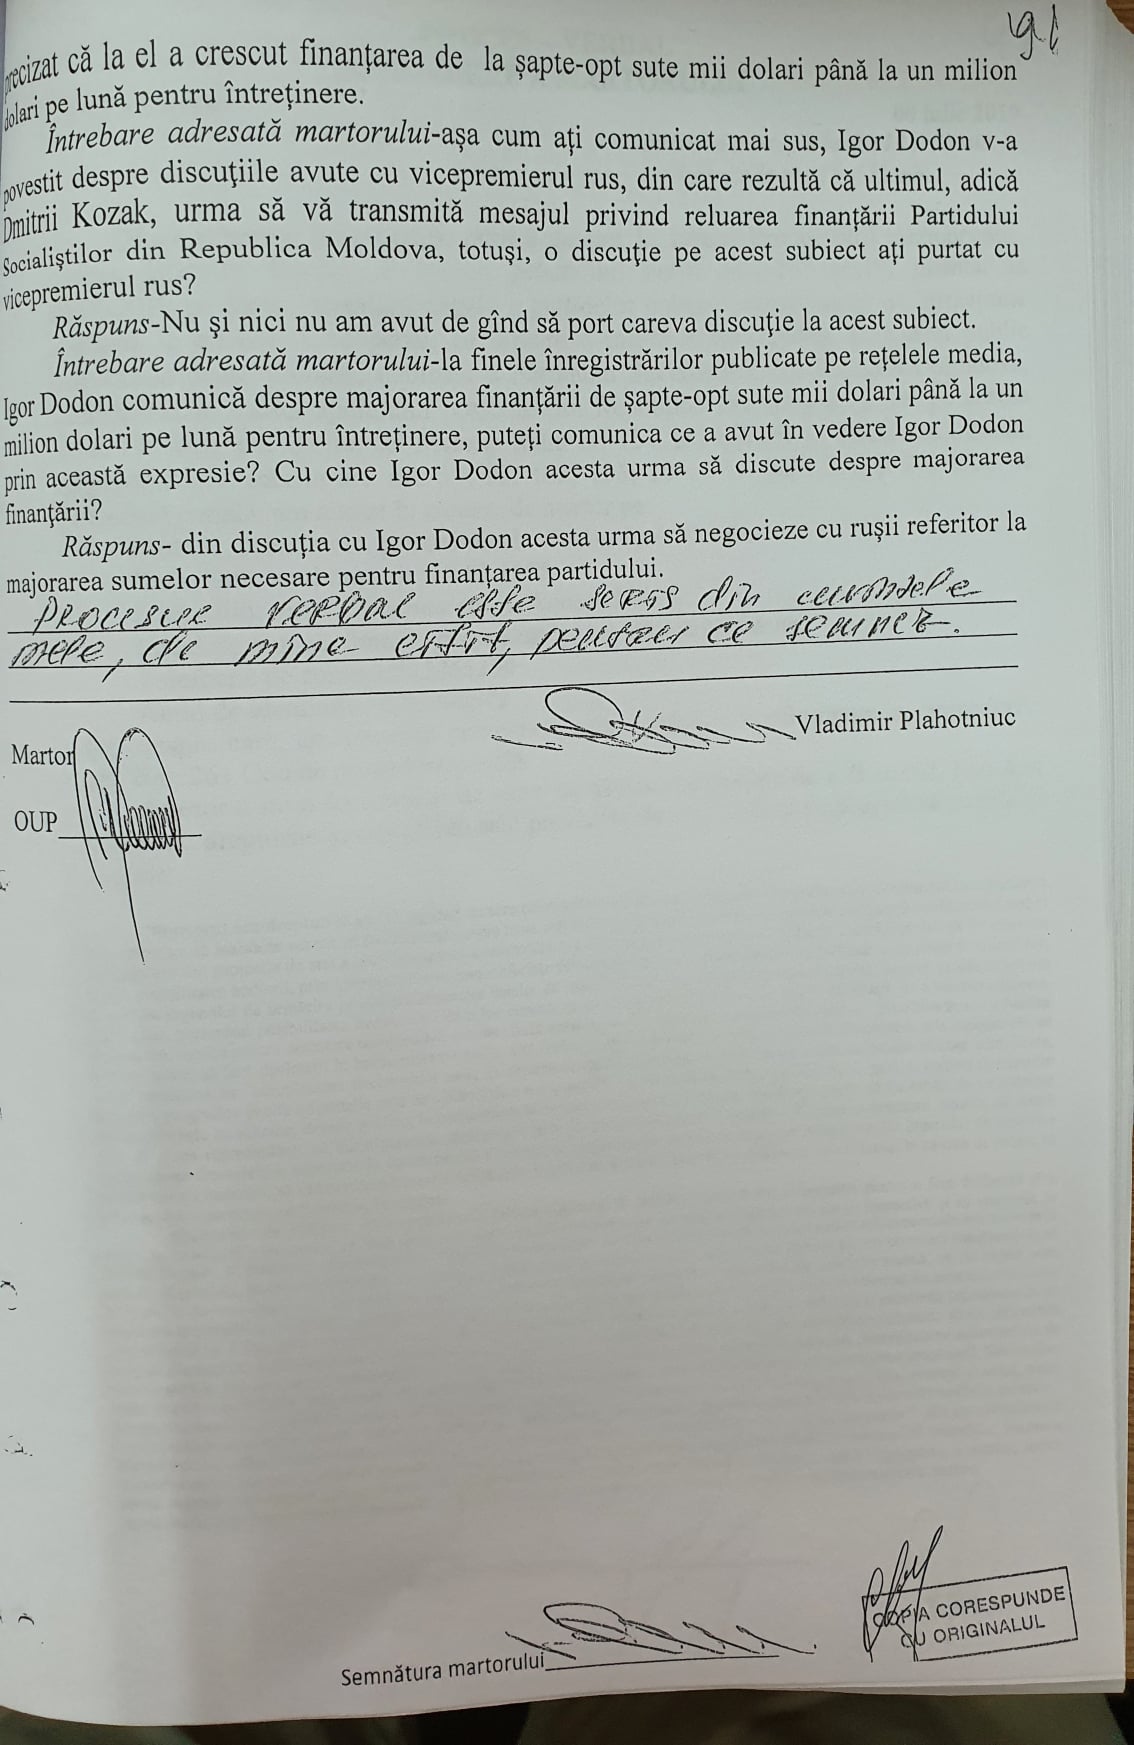 precizat că la el a crescut finanțarea de la șapte-opt sute mii dolari până la un milion
dolari pe lună pentru întreținere.
Întrebare adresată martorului-așa cum ați comunicat mai sus, Igor Dodon v-a
povestit despre discuţiile avute cu vicepremierul rus, din care rezultă că ultimul, adică
Dmitrii Kozak, urma să vă transmită mesajul privind reluarea finanțării Partidului
Socialiștilor din Republica Moldova, totuşi, o discuţie pe acest subiect ați purtat cu
vicepremierul rus?
Răspuns-Nu şi nici nu am avut de gînd să port careva discuţie la acest subiect.
Întrebare adresată martorului-la finele înregistrărilor publicate pe rețelele media,
Igor Dodon comunică despre majorarea finanțării de șapte-opt sute mii dolari până la un
milion dolari pe lună pentru întreținere, puteți comunica ce a avut în vedere Igor Dodon
prin această expresie? Cu cine Igor Dodon acesta urma să discute despre majorarea
finanţării?
Răspuns- din discuția cu Igor Dodon acesta urma să negocieze cu rușii referitor la
majorarea sumelor necesare pentru finanțarea partidului.
Procesul verbal este scris din cuvintele
mele, de mine citit, pentru ce semnez.
Vladimir Plahotniuc
Martor
OUP
Semnătura martorului
COPIA CORESPUNDE
CU ORIGINALUL